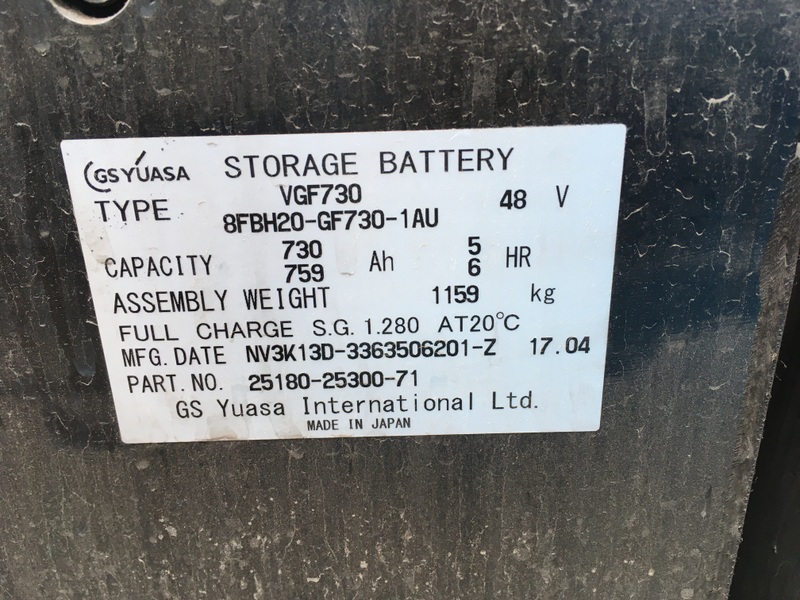 GS YUASA STORAGE BATTERY
TYPE VGF730 48 V
8FBH20-GF730-1AU
CAPACITY 730 Ah 5 HR
759 6
ASSEMBLY WEIGHT 1159 kg
FULL CHARGE S.G. 1.280 AT20℃
MFG. DATE NV3K13D-3363506201-Z 17.04
PART. NO. 25180-25300-71
GS Yuasa International Ltd.
MADE IN JAPAN